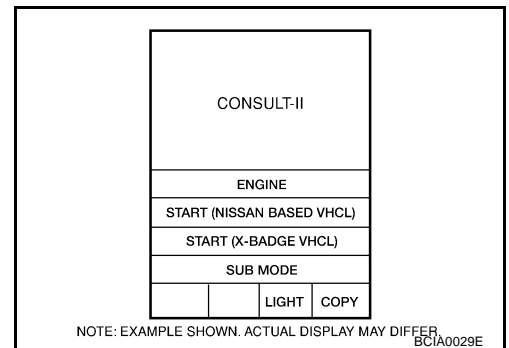 CONSULT-II
ENGINE
START (NISSAN BASED VHCL)
START (X-BADGE VHCL)
SUB MODE
LIGHT COPY
NOTE: EXAMPLE SHOWN. ACTUAL DISPLAY MAY DIFFER.
BCIA0029E